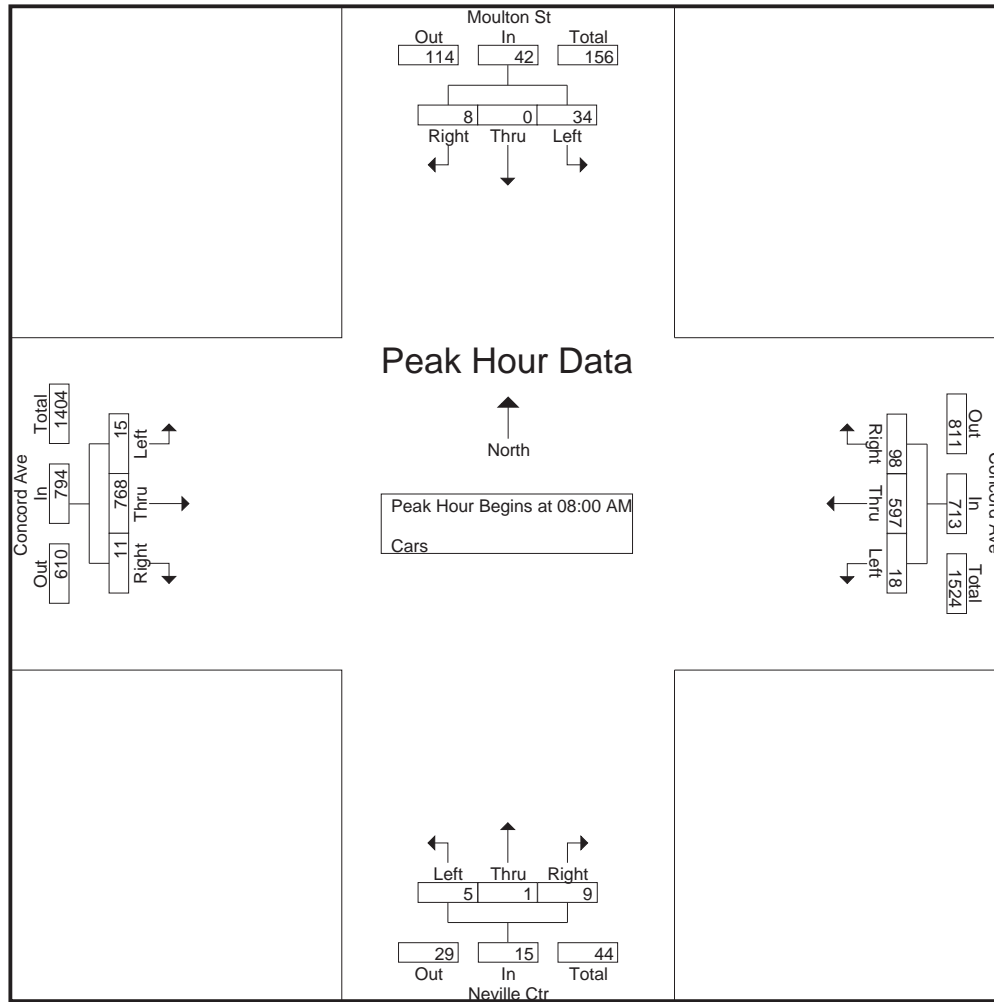 Moulton St
Out In Total
114 42 156
8 0 34
Right Thru Left
Peak Hour Data
North
Peak Hour Begins at 08:00 AM
Cars
Concord Ave
Total In Out
1404 794 610
15 768 11
Left Thru Right
Right Thru Left
98 597 18
Out In Total
811 713 1524
Concord Ave
Left Thru Right
5 1 9
29 15 44
Out In Total
Neville Ctr